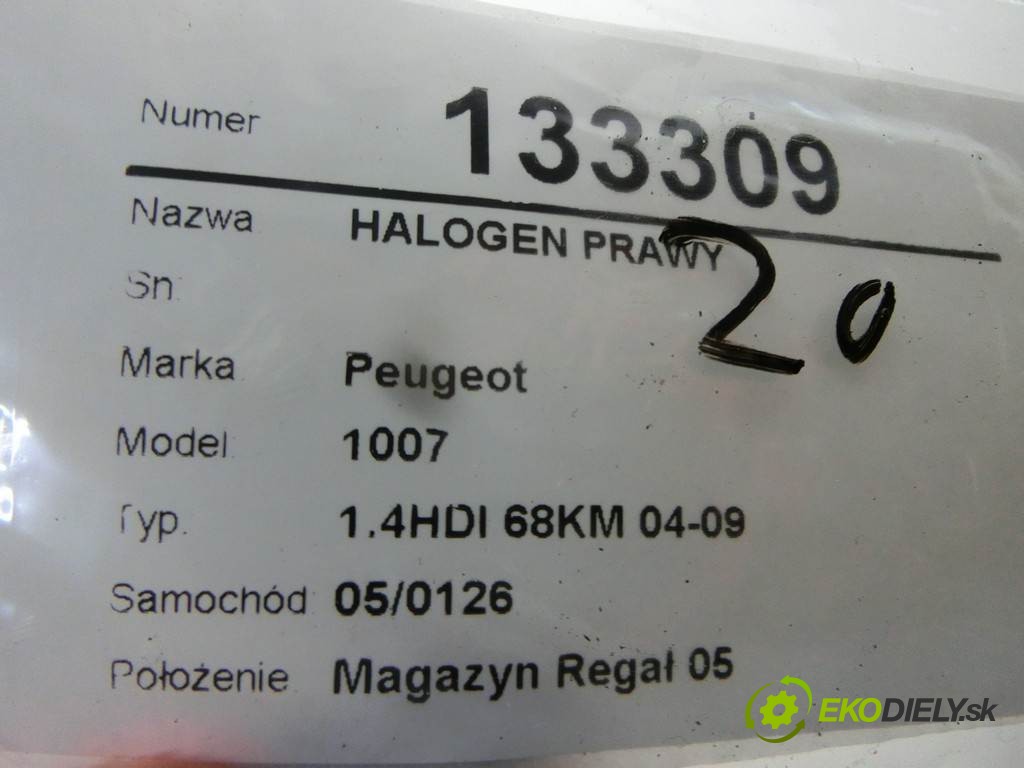 Numer 133309
Nazwa HALOGEN PRAWY
20
Sn
Marka Peugeot
Model 1007
Typ. 1.4HDI 68KM 04-09
Samochód 05/0126
Położenie Magazyn Regał 05
EKODIELY.sk